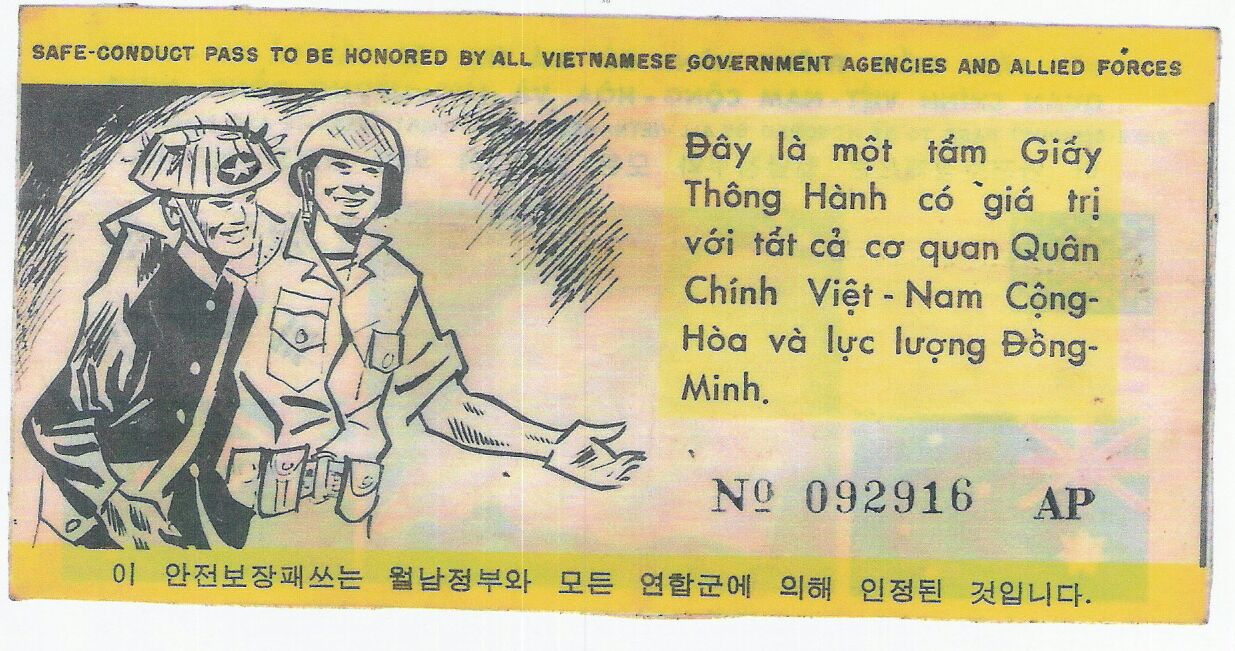 SAFE-CONDUCT PASS TO BE HONORED BY ALL VIETNAMESE GOVERNMENT AGENCIES AND ALLIED FORCES
Đây là một tấm Giấy
Thông Hành có giá trị
với tất cả cơ quan Quân
Chính Việt - Nam Cộng-
Hòa và lực lượng Đồng-
Minh.
Nº 092916 AP
이 안전보장패쓰는 월남정부와 모든 연합군에 의해 인정된 것입니다.